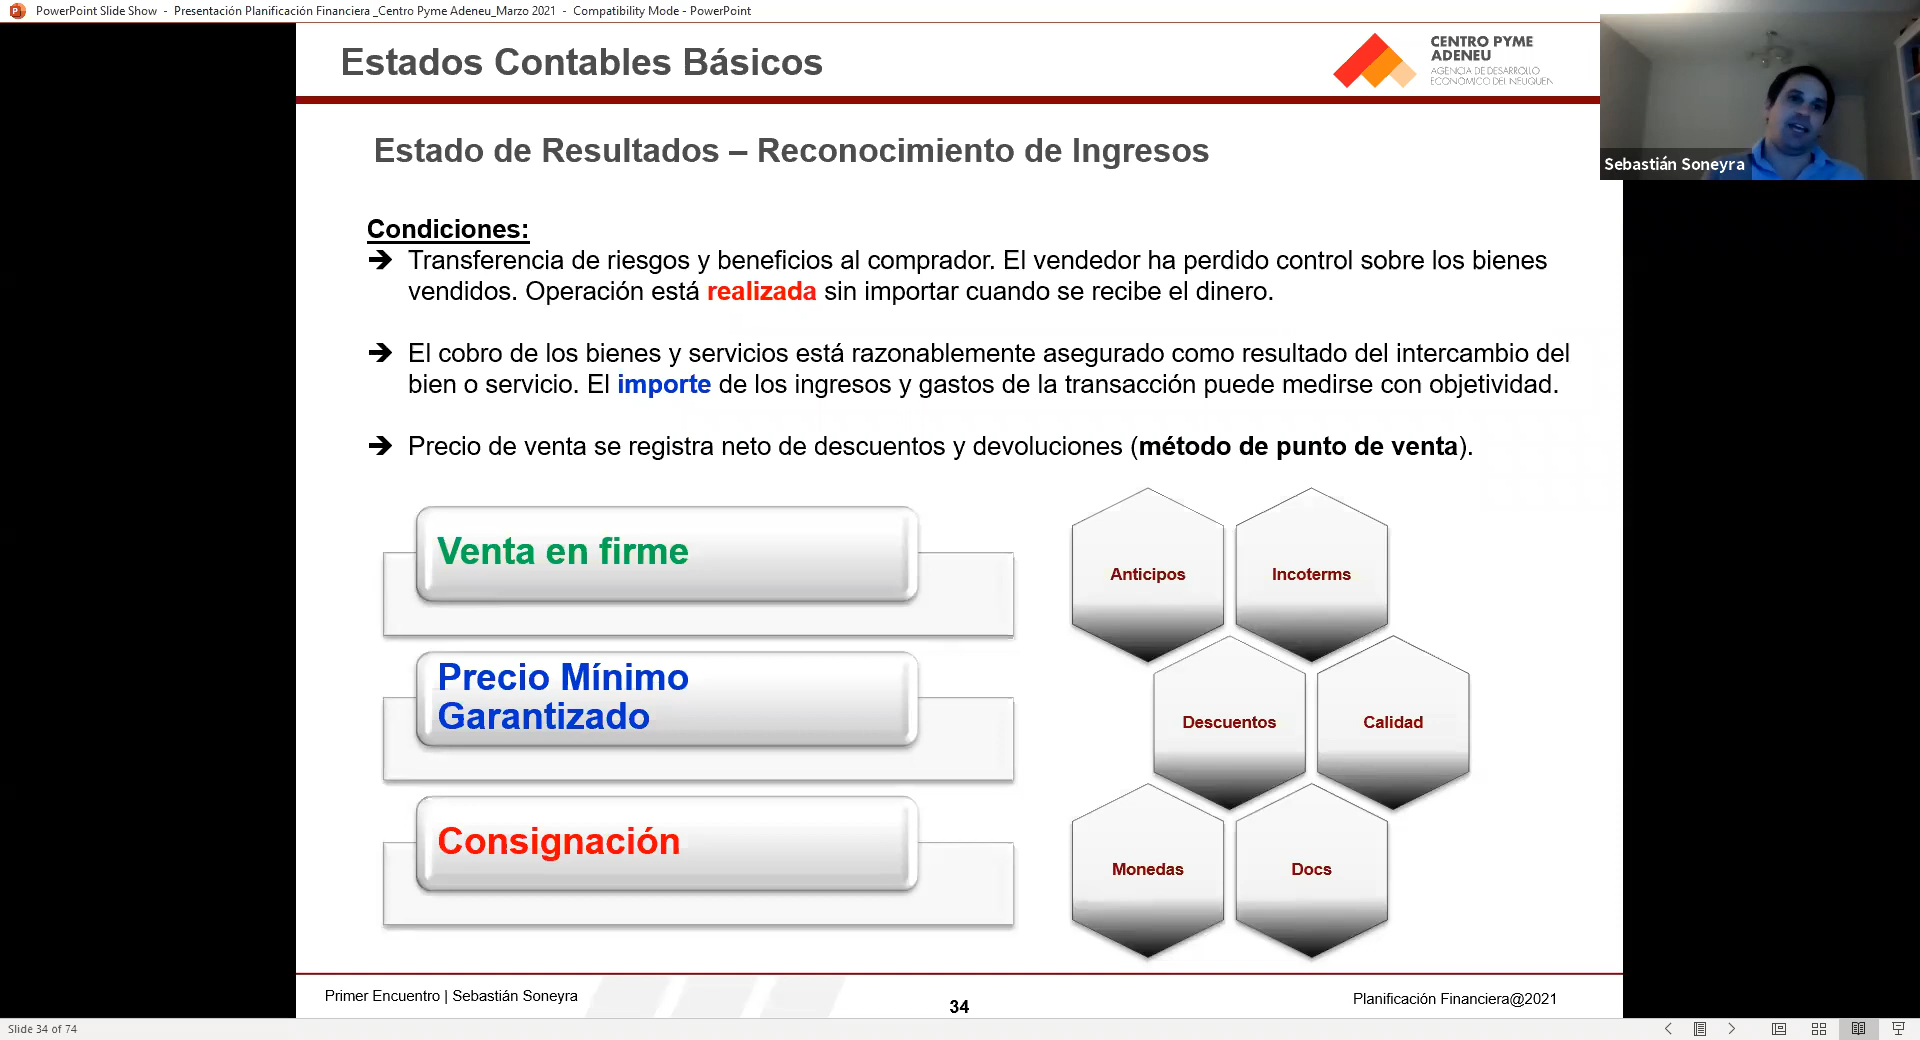 PowerPoint Slide Show - Presentación Planificación Financiera _Centro Pyme Adeneu_Marzo 2021 - Compatibility Mode - PowerPoint
Estados Contables Básicos
CENTRO PYME
ADENEU
AGENCIA DE DESARROLLO
ECONOMICO DEL NEUQUEN
Sebastián Soneyra
Estado de Resultados – Reconocimiento de Ingresos
Condiciones:
➔ Transferencia de riesgos y beneficios al comprador. El vendedor ha perdido control sobre los bienes
vendidos. Operación está realizada sin importar cuando se recibe el dinero.
➔ El cobro de los bienes y servicios está razonablemente asegurado como resultado del intercambio del
bien o servicio. El importe de los ingresos y gastos de la transacción puede medirse con objetividad.
➔ Precio de venta se registra neto de descuentos y devoluciones (método de punto de venta).
Venta en firme
Precio Mínimo
Garantizado
Consignación
Anticipos
Incoterms
Descuentos
Calidad
Monedas
Docs
Primer Encuentro | Sebastián Soneyra
34
Planificación Financiera@2021
Slide 34 of 74